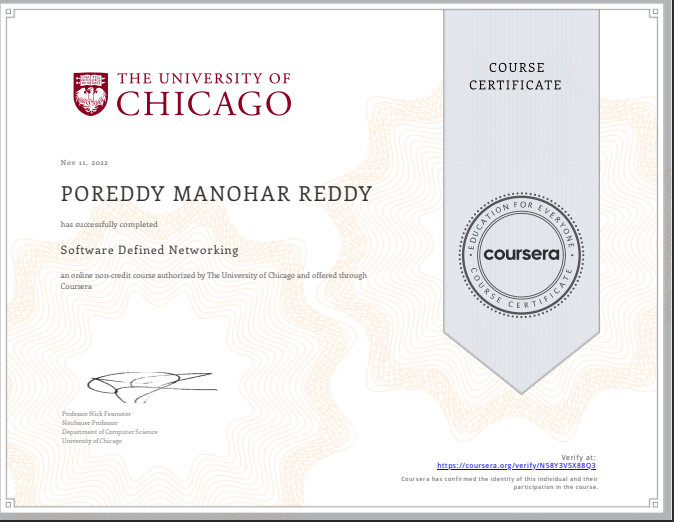 THE UNIVERSITY OF
CHICAGO
COURSE
CERTIFICATE
Nov 11, 2022
POREDDY MANOHAR REDDY
has successfully completed
Software Defined Networking
an online non-credit course authorized by The University of Chicago and offered through
Coursera
EDUCATION FOR EVERYONE
coursera
COURSE CERTIFICATE
Professor Nick Feamster
Neubauer Professor
Department of Computer Science
University of Chicago
Verify at:
https://coursera.org/verify/N58Y3V5X88Q3
Coursera has confirmed the identity of this individual and their
participation in the course.